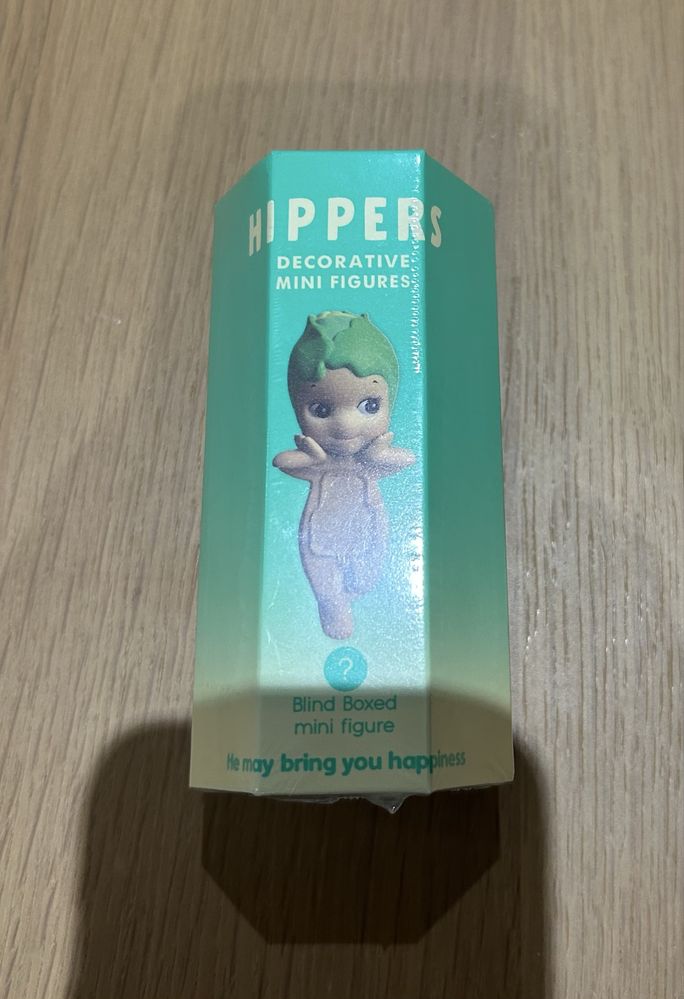 HIPPERS
DECORATIVE
MINI FIGURES
?
Blind Boxed
mini figure
He may bring you happiness